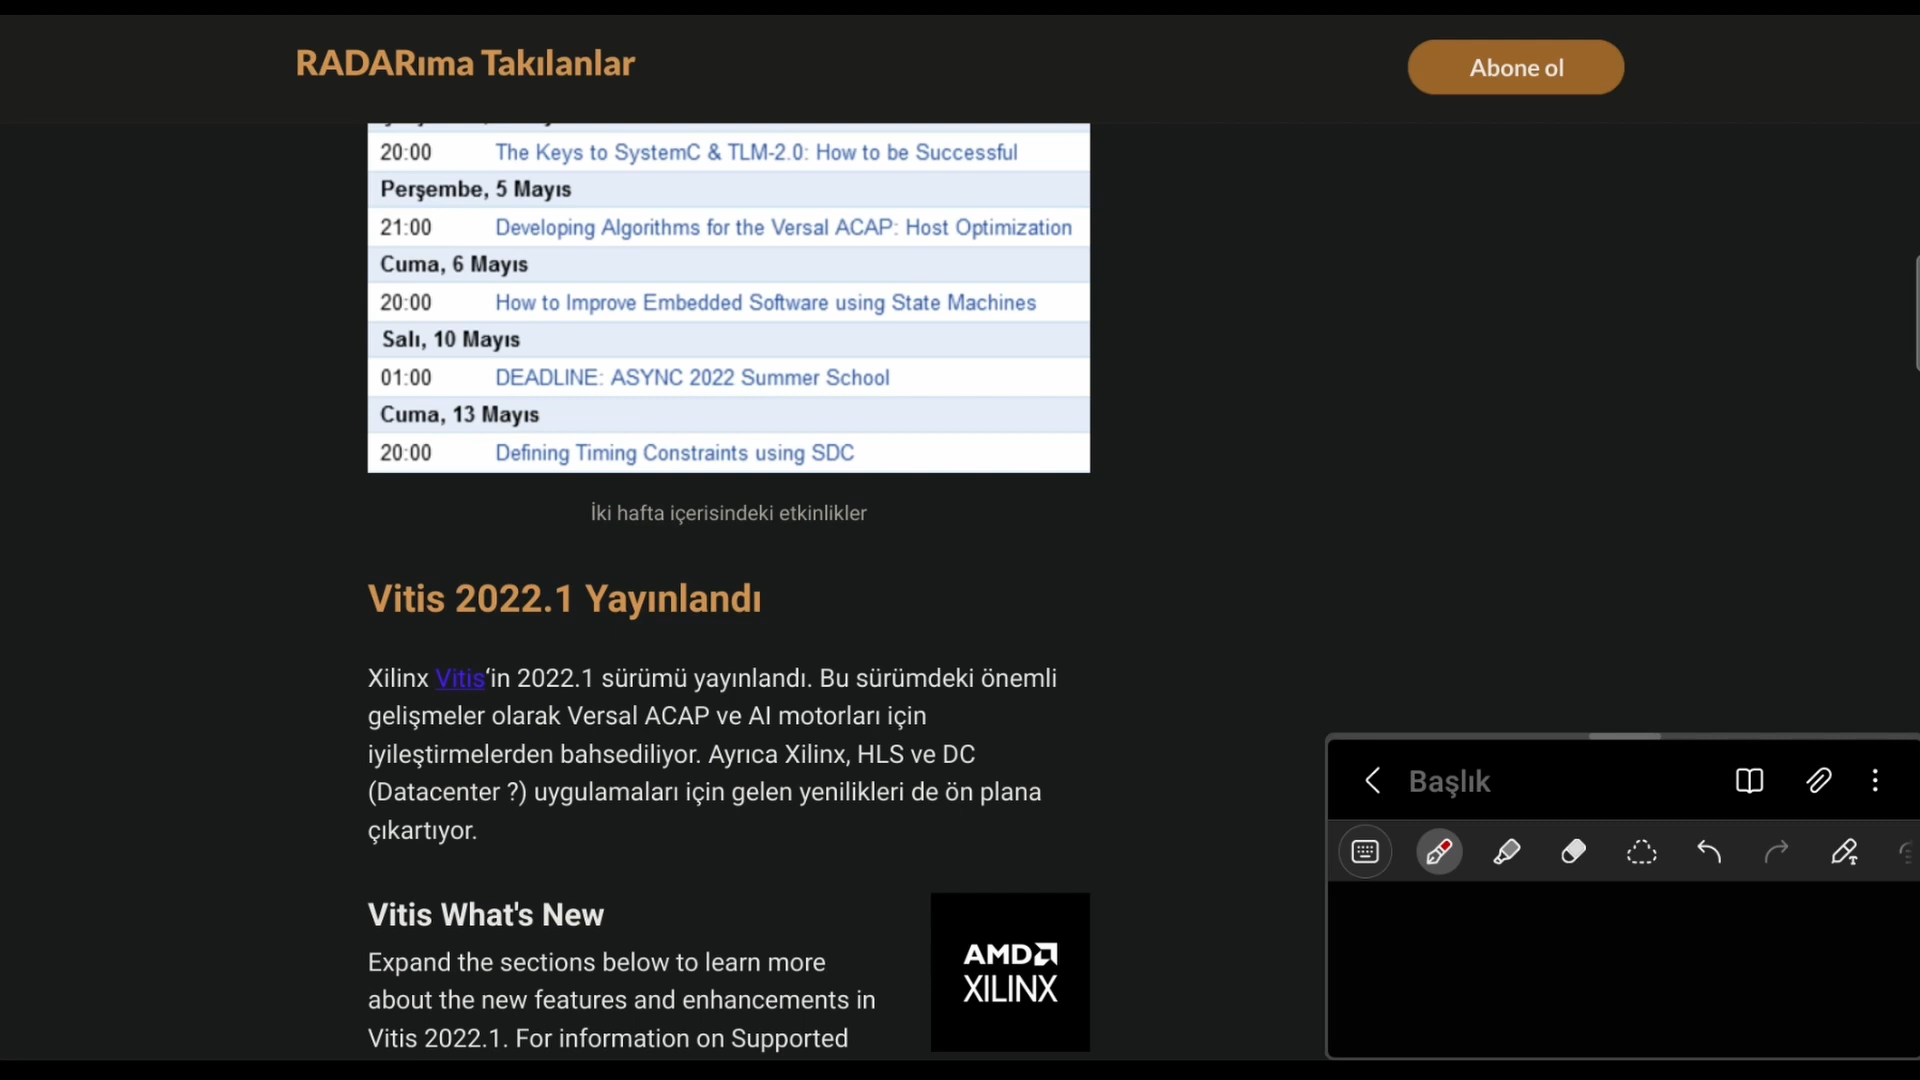 RADARıma Takılanlar
Abone ol
20:00 The Keys to SystemC & TLM-2.0: How to be Successful
Perşembe, 5 Mayıs
21:00 Developing Algorithms for the Versal ACAP: Host Optimization
Cuma, 6 Mayıs
20:00 How to Improve Embedded Software using State Machines
Salı, 10 Mayıs
01:00 DEADLINE: ASYNC 2022 Summer School
Cuma, 13 Mayıs
20:00 Defining Timing Constraints using SDC
İki hafta içerisindeki etkinlikler
Vitis 2022.1 Yayınlandı
Xilinx Vitis‘in 2022.1 sürümü yayınlandı. Bu sürümdeki önemli
gelişmeler olarak Versal ACAP ve AI motorları için
iyileştirmelerden bahsediliyor. Ayrıca Xilinx, HLS ve DC
(Datacenter ?) uygulamaları için gelen yenilikleri de ön plana
çıkartıyor.
Vitis What's New
Expand the sections below to learn more
about the new features and enhancements in
Vitis 2022.1. For information on Supported
AMD
XILINX
Başlık